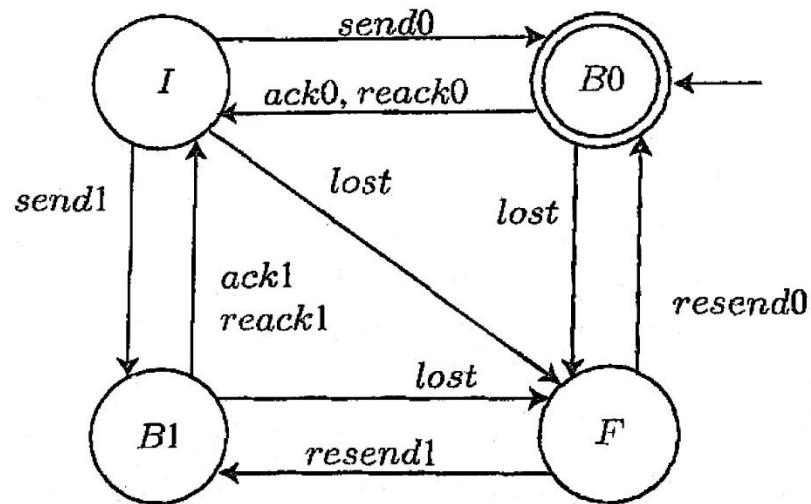 send0
I
B0
ack0, reack0
lost
send1
lost
ack1
reack1
resend0
lost
B1
F
resend1